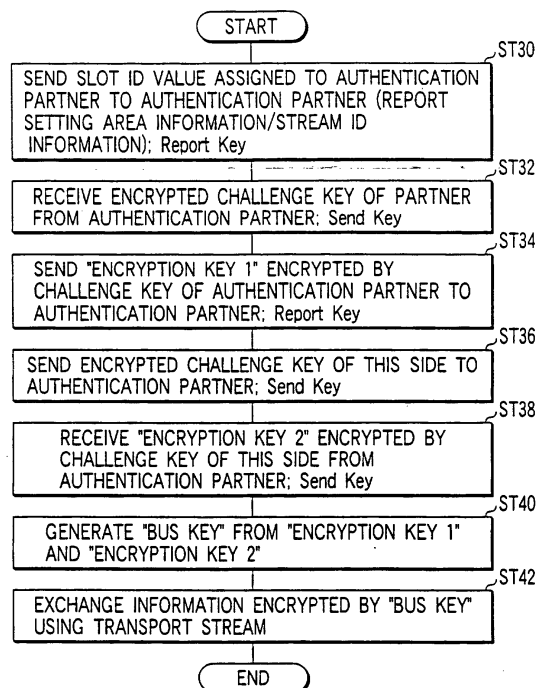 START
ST30
SEND SLOT ID VALUE ASSIGNED TO AUTHENTICATION
PARTNER TO AUTHENTICATION PARTNER (REPORT
SETTING AREA INFORMATION/STREAM ID
INFORMATION); Report Key
ST32
RECEIVE ENCRYPTED CHALLENGE KEY OF PARTNER
FROM AUTHENTICATION PARTNER; Send Key
ST34
SEND "ENCRYPTION KEY 1" ENCRYPTED BY
CHALLENGE KEY OF AUTHENTICATION PARTNER TO
AUTHENTICATION PARTNER; Report Key
ST36
SEND ENCRYPTED CHALLENGE KEY OF THIS SIDE TO
AUTHENTICATION PARTNER; Send Key
ST38
RECEIVE "ENCRYPTION KEY 2" ENCRYPTED BY
CHALLENGE KEY OF THIS SIDE FROM
AUTHENTICATION PARTNER; Send Key
ST40
GENERATE "BUS KEY" FROM "ENCRYPTION KEY 1"
AND "ENCRYPTION KEY 2"
ST42
EXCHANGE INFORMATION ENCRYPTED BY "BUS KEY"
USING TRANSPORT STREAM
END